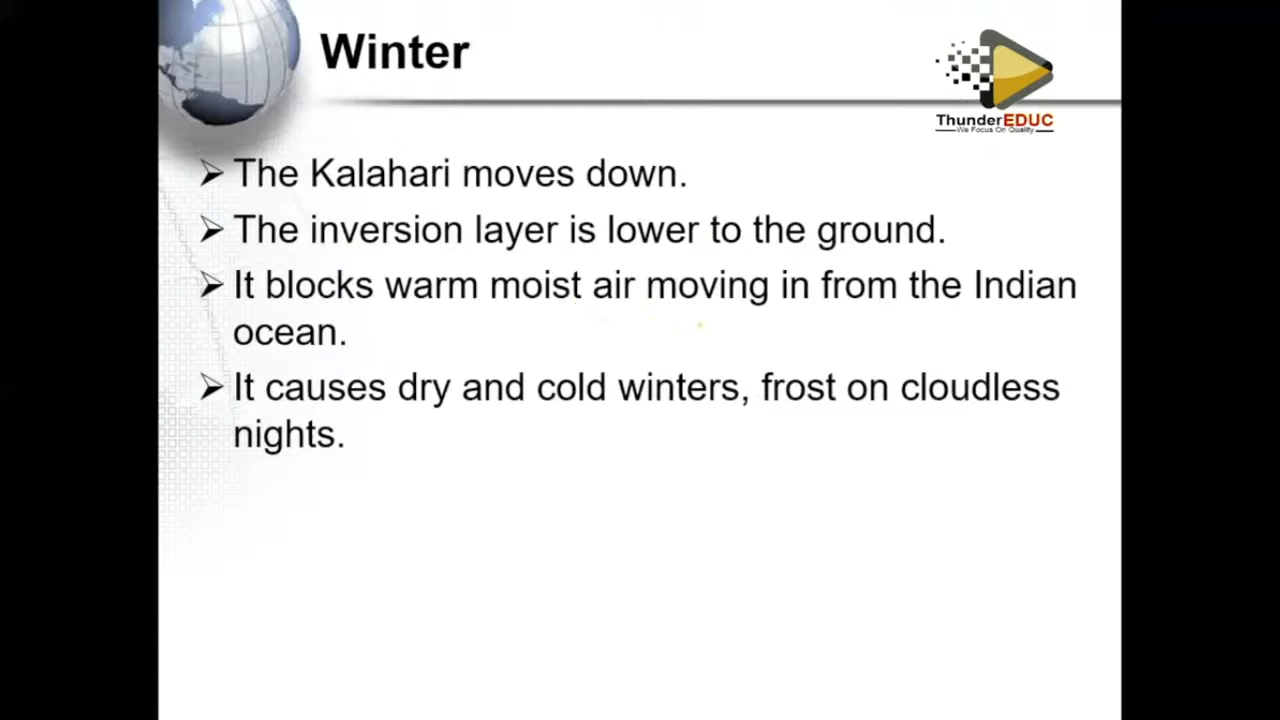 Winter
ThunderEDUC
We Focus On Quality
The Kalahari moves down.
The inversion layer is lower to the ground.
It blocks warm moist air moving in from the Indian
ocean.
It causes dry and cold winters, frost on cloudless
nights.